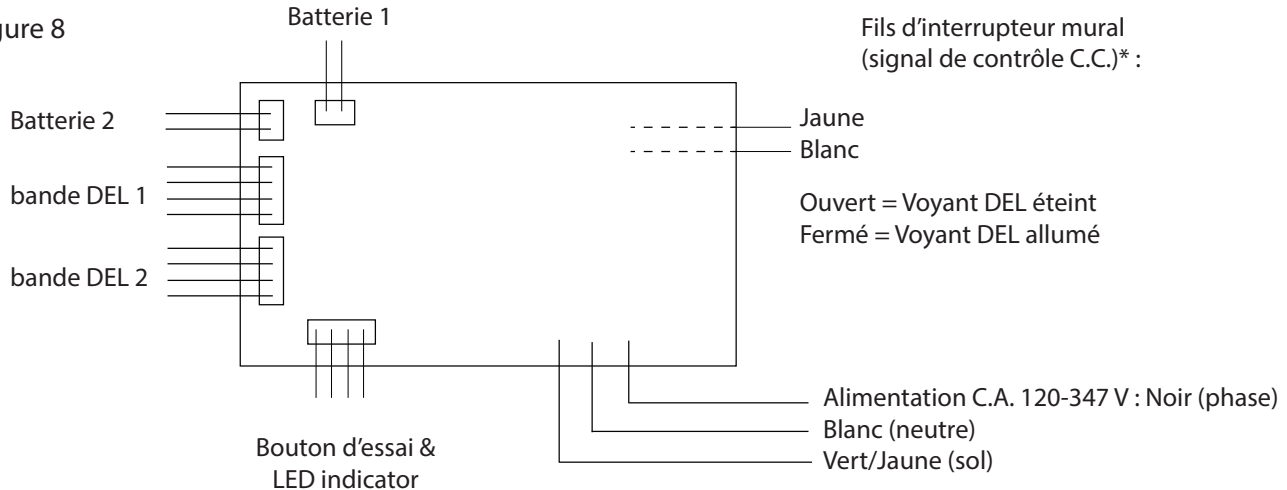 gure 8
Batterie 1
Fils d’interrupteur mural
(signal de contrôle C.C.)* :
Batterie 2
Jaune
Blanc
bande DEL 1
Ouvert = Voyant DEL éteint
Fermé = Voyant DEL allumé
bande DEL 2
Alimentation C.A. 120-347 V : Noir (phase)
Blanc (neutre)
Vert/Jaune (sol)
Bouton d’essai &
LED indicator